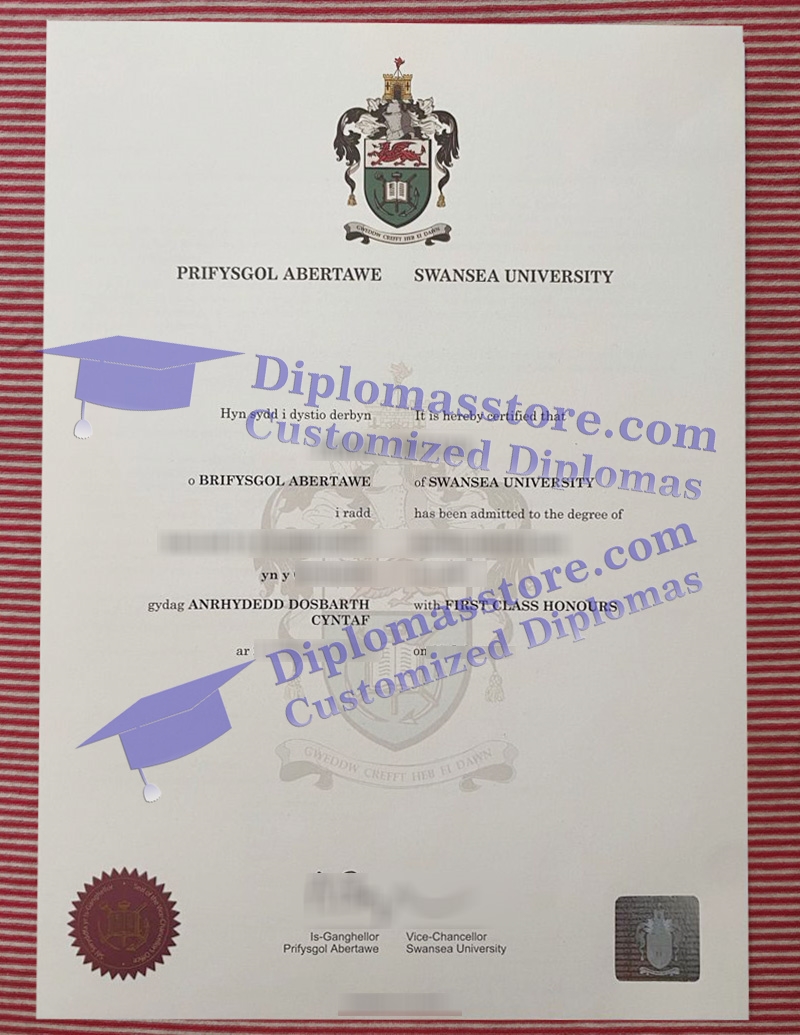 GWEDDW CREFFT HEB EI DAWN
PRIFYSGOL ABERTAWE SWANSEA UNIVERSITY
Diplomasstore.com
Customized Diplomas
Hyn sydd i dystio derbyn It is hereby certified that
o BRIFYSGOL ABERTAWE of SWANSEA UNIVERSITY
i radd has been admitted to the degree of
yn y
gydag ANRHYDEDD DOSBARTH with FIRST CLASS HONOURS
CYNTAF
ar on
Diplomasstore.com
Customized Diplomas
GWEDDW CREFFT HEB EI DAWN
Is-Ganghellor Vice-Chancellor
Prifysgol Abertawe Swansea University